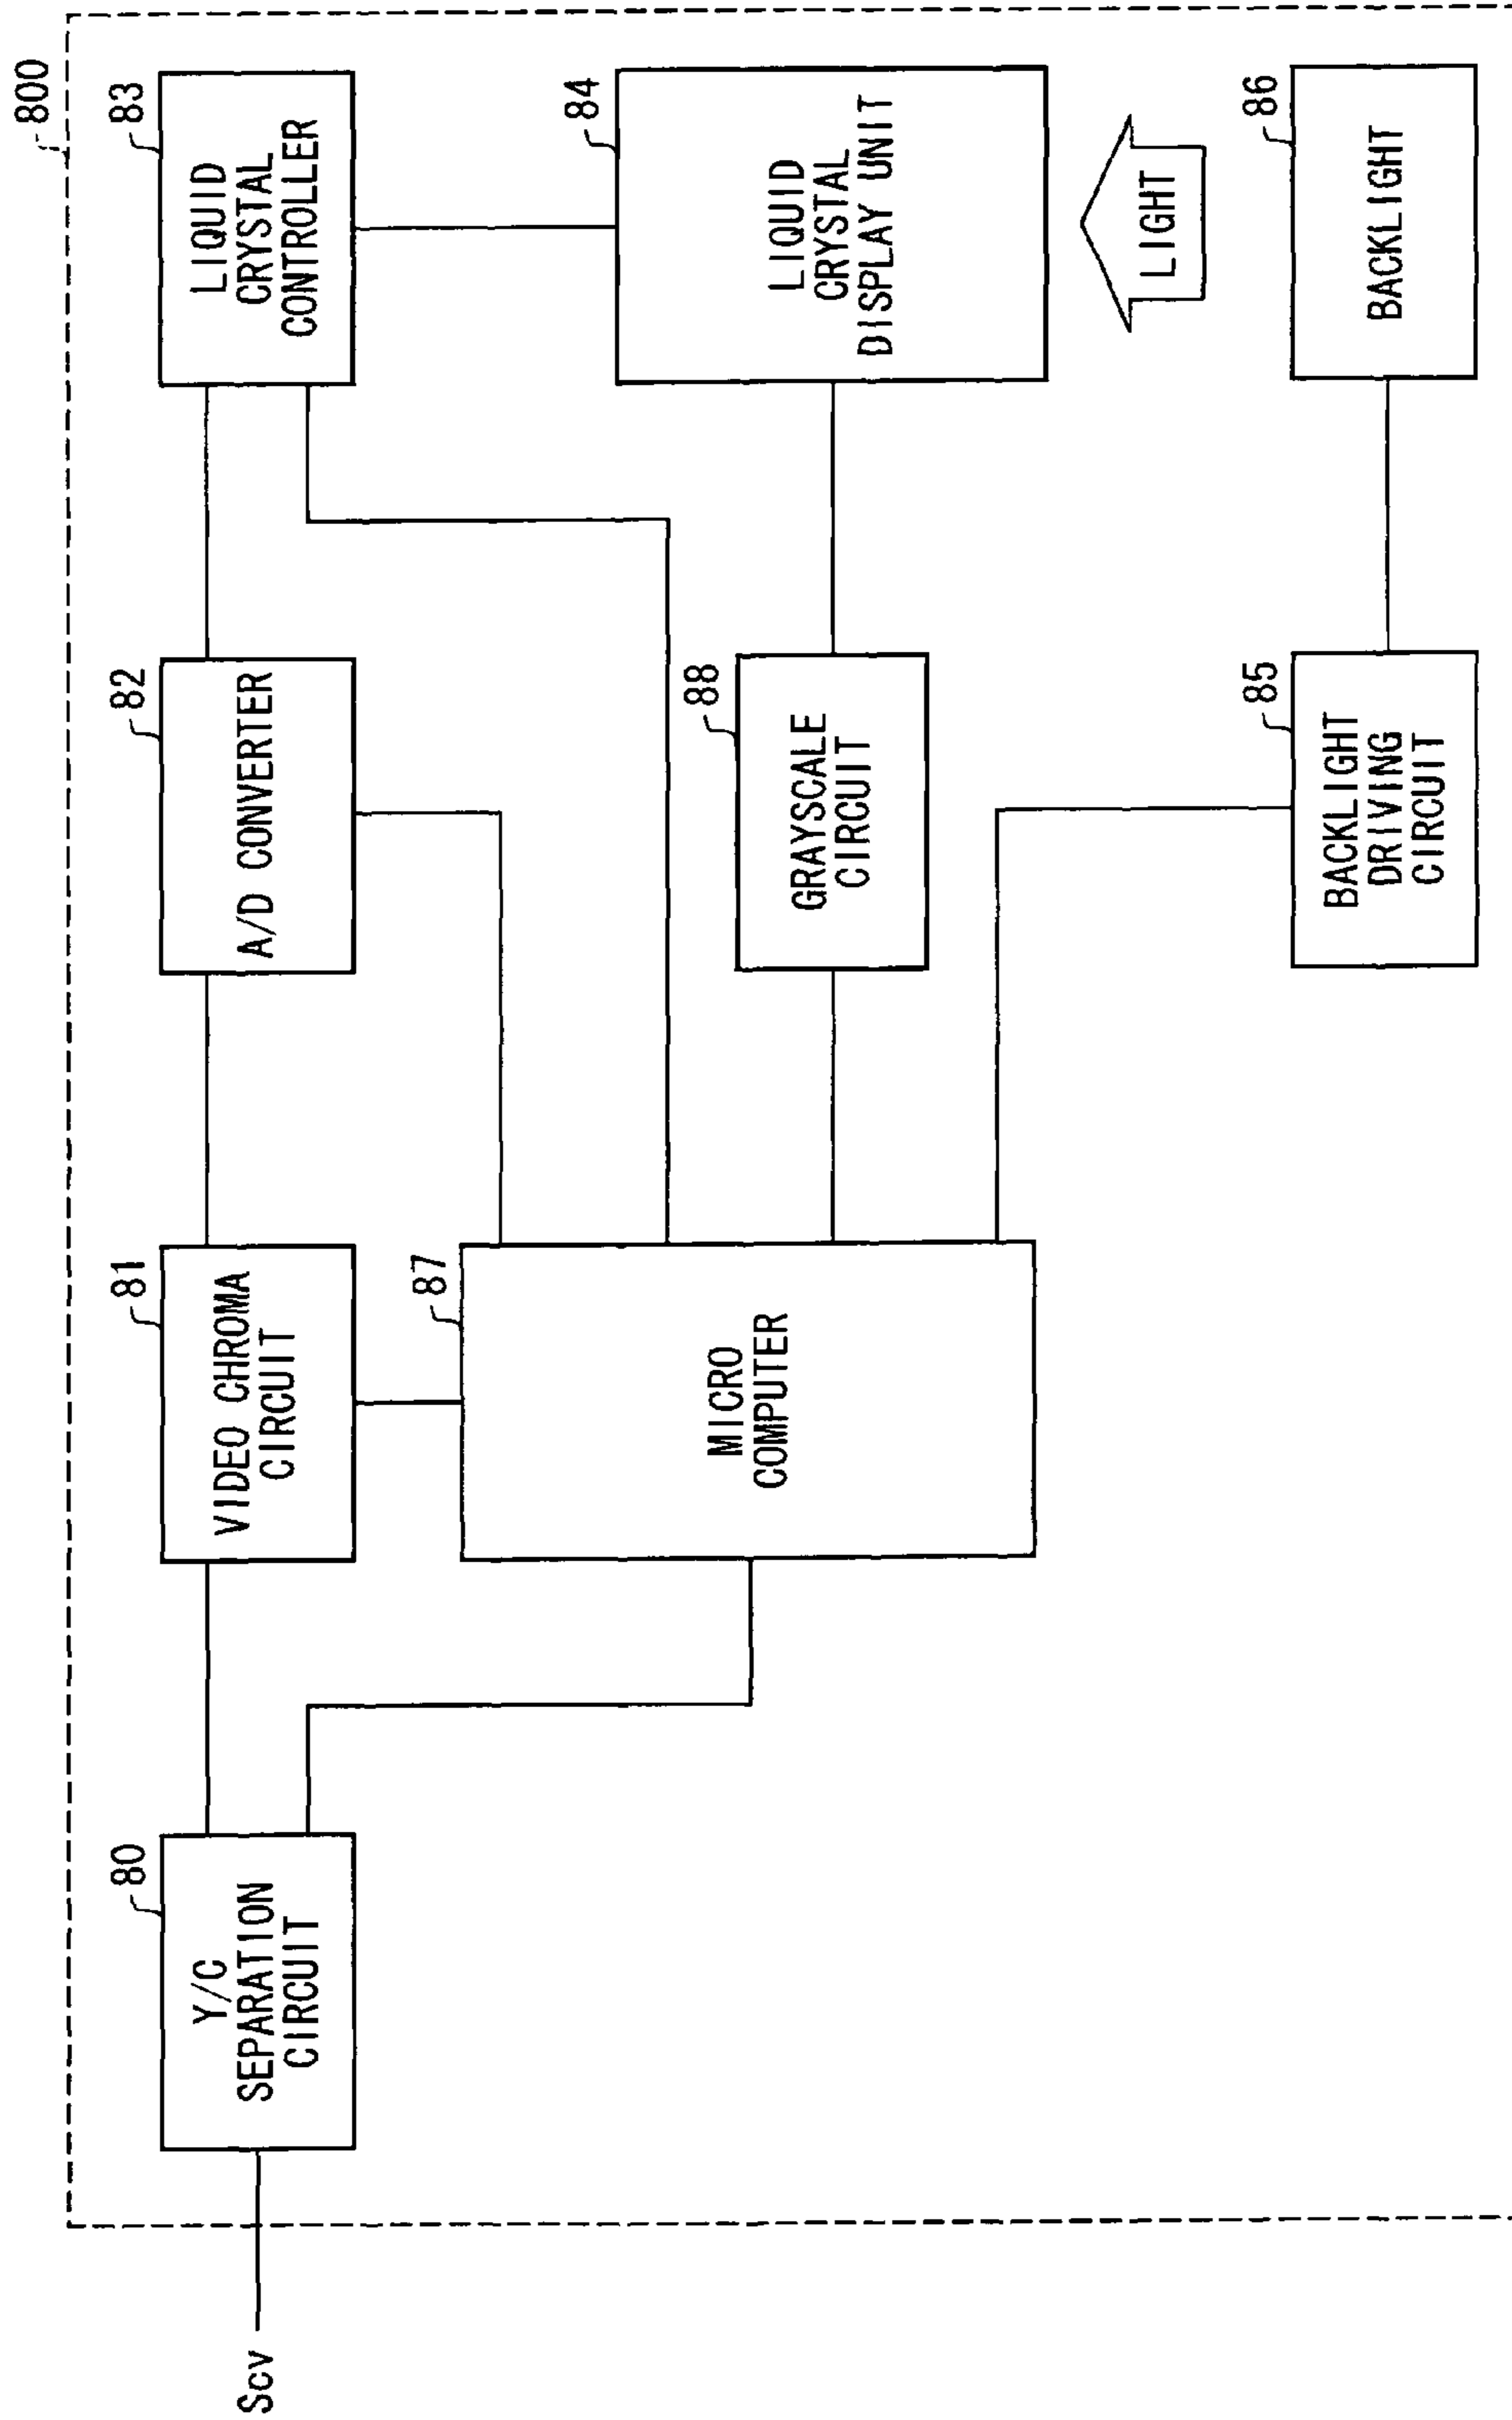 800
80
Y/C
SEPARATION
CIRCUIT
81
VIDEO CHROMA
CIRCUIT
82
A/D CONVERTER
83
LIQUID
CRYSTAL
CONTROLLER
Scv
87
MICRO
COMPUTER
88
GRAYSCALE
CIRCUIT
84
LIQUID
CRYSTAL
DISPLAY UNIT
LIGHT
85
BACKLIGHT
DRIVING
CIRCUIT
86
BACKLIGHT